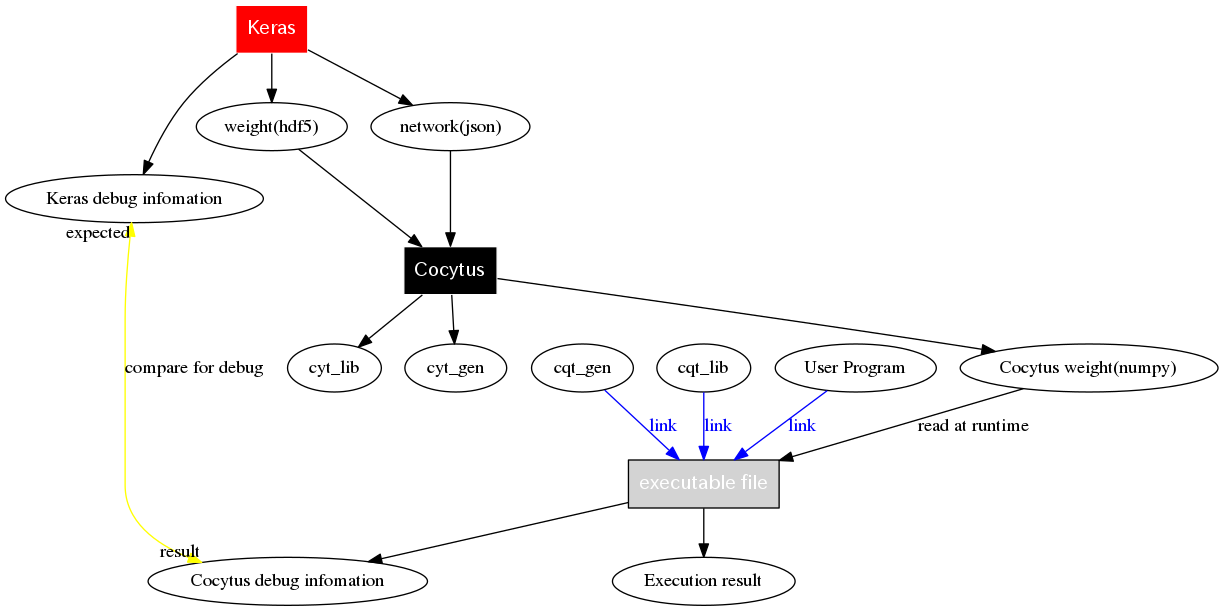 Keras
weight(hdf5)
network(json)
Keras debug infomation
expected
Cocytus
compare for debug
cyt_lib
cyt_gen
cqt_gen
cqt_lib
User Program
Cocytus weight(numpy)
link
link
link
read at runtime
executable file
result
Cocytus debug infomation
Execution result